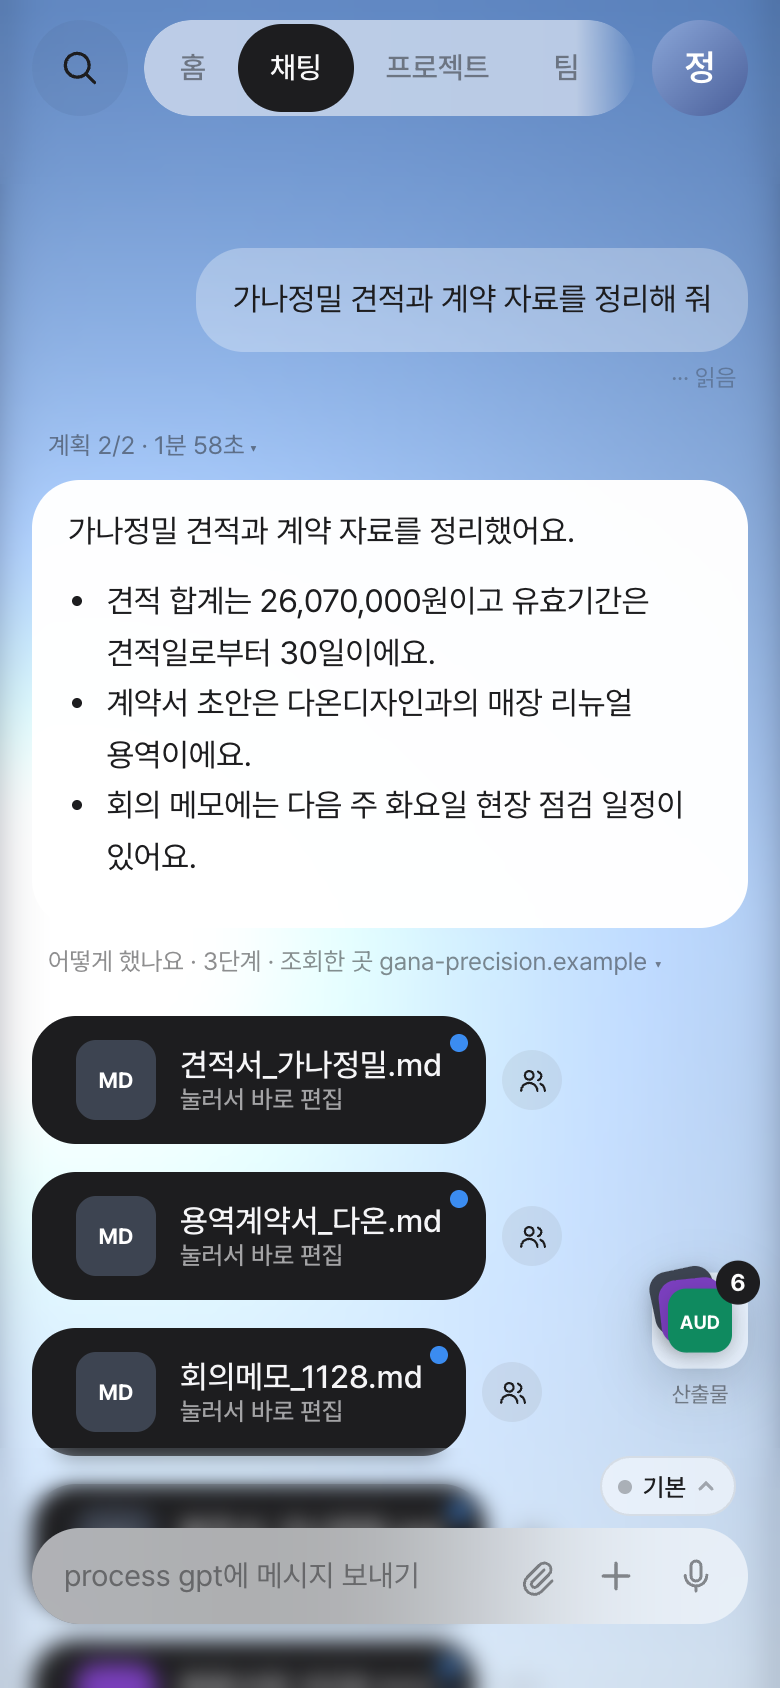 홈 채팅 프로젝트 팀 정
가나정밀 견적과 계약 자료를 정리해 줘
··· 읽음
계획 2/2 · 1분 58초 ▾
가나정밀 견적과 계약 자료를 정리했어요.
• 견적 합계는 26,070,000원이고 유효기간은
견적일로부터 30일이에요.
• 계약서 초안은 다온디자인과의 매장 리뉴얼
용역이에요.
• 회의 메모에는 다음 주 화요일 현장 점검 일정이
있어요.
어떻게 했나요 · 3단계 · 조회한 곳 gana-precision.example ▾
MD 견적서_가나정밀.md
눌러서 바로 편집
MD 용역계약서_다온.md
눌러서 바로 편집
6
AUD
산출물
MD 회의메모_1128.md
눌러서 바로 편집
기본
process gpt에 메시지 보내기